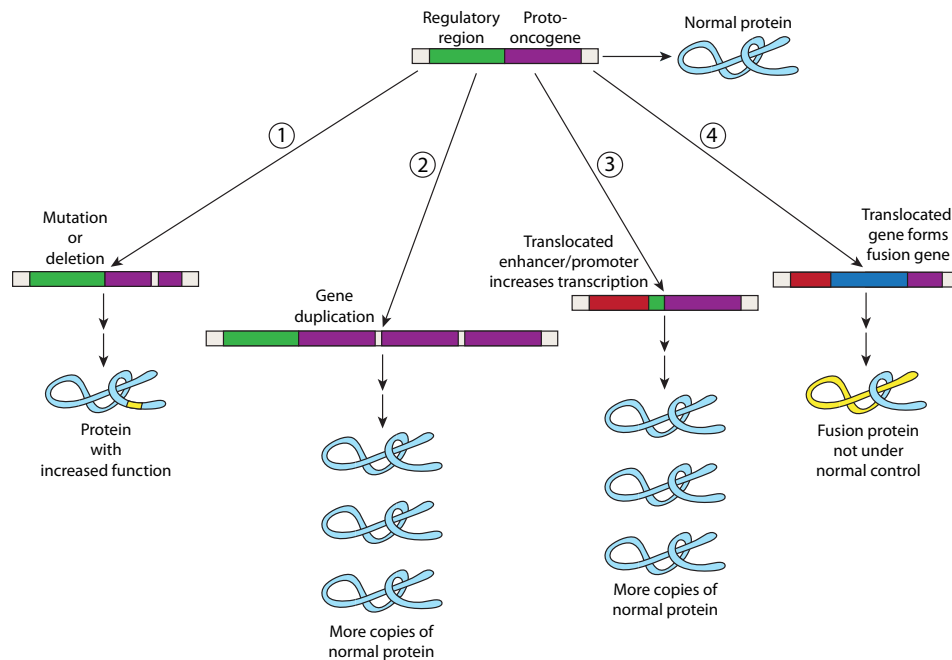 Regulatory
region
Proto-
oncogene
Normal protein
1
2
3
4
Mutation
or
deletion
Gene
duplication
Translocated
enhancer/promoter
increases transcription
Translocated
gene forms
fusion gene
Protein
with
increased function
More copies of
normal protein
More copies of
normal protein
Fusion protein
not under
normal control